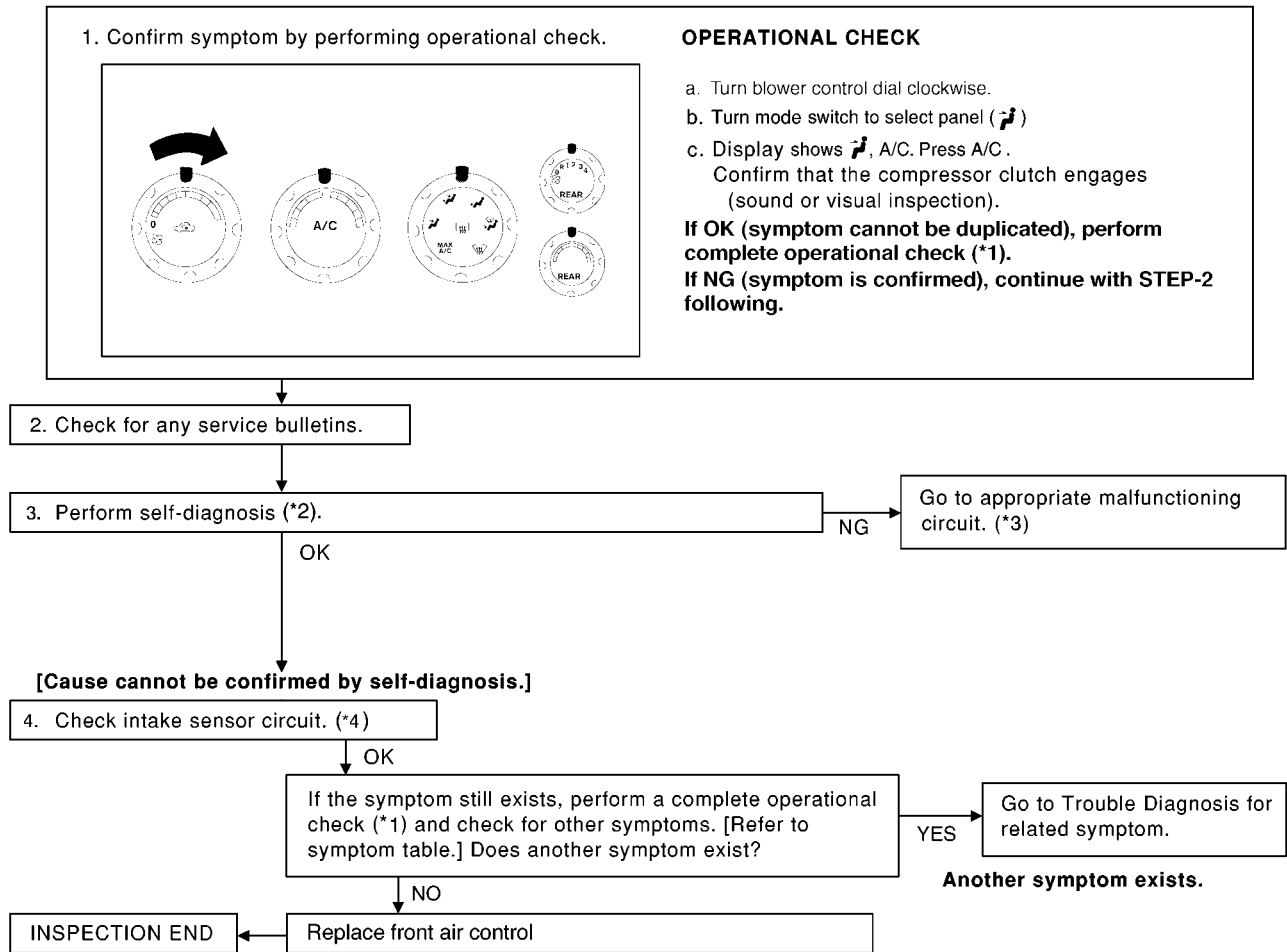 1. Confirm symptom by performing operational check.
0
A/C
MAX
A/C
0 R 1 2 3 4
REAR
REAR
OPERATIONAL CHECK
a. Turn blower control dial clockwise.
b. Turn mode switch to select panel ( )
c. Display shows , A/C. Press A/C .
Confirm that the compressor clutch engages
(sound or visual inspection).
If OK (symptom cannot be duplicated), perform
complete operational check (*1).
If NG (symptom is confirmed), continue with STEP-2
following.
2. Check for any service bulletins.
3. Perform self-diagnosis (*2).
NG
Go to appropriate malfunctioning
circuit. (*3)
OK
[Cause cannot be confirmed by self-diagnosis.]
4. Check intake sensor circuit. (*4)
OK
If the symptom still exists, perform a complete operational
check (*1) and check for other symptoms. [Refer to
symptom table.] Does another symptom exist?
YES
Go to Trouble Diagnosis for
related symptom.
Another symptom exists.
NO
Replace front air control
INSPECTION END